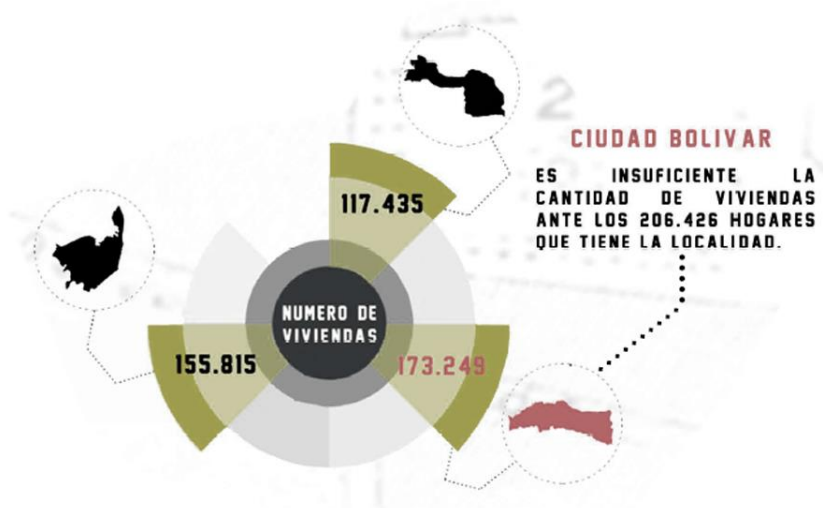 2
CIUDAD BOLIVAR
ES INSUFICIENTE LA
CANTIDAD DE VIVIENDAS
ANTE LOS 206.426 HOGARES
QUE TIENE LA LOCALIDAD.
117.435
NUMERO DE
VIVIENDAS
155.815
173.249